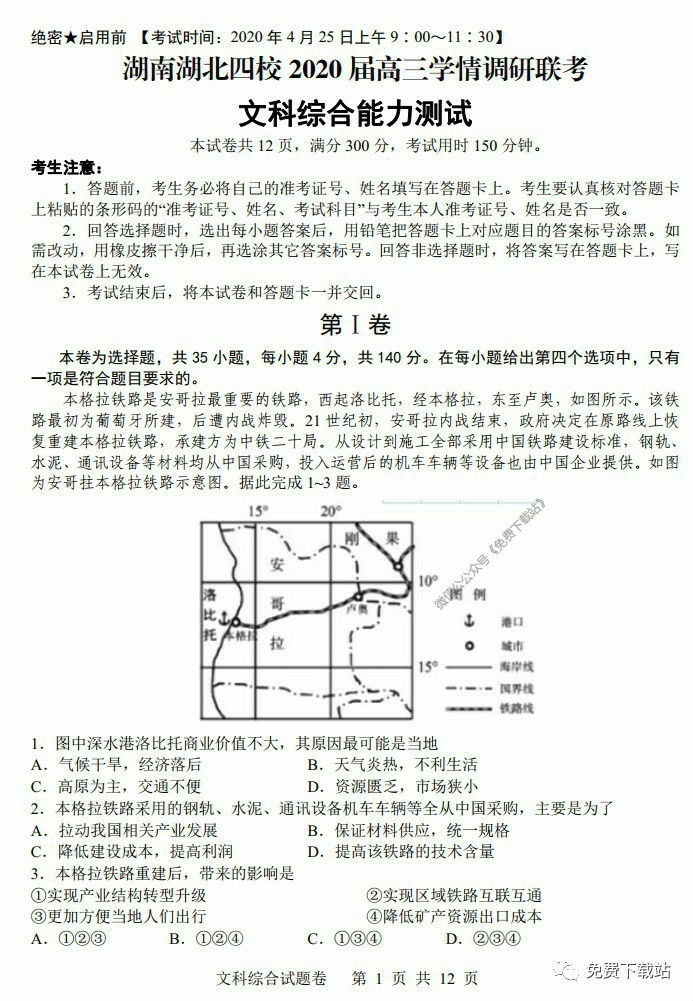 绝密★启用前 【考试时间：2020年4月25日上午9∶00～11∶30】
湖南湖北四校2020届高三学情调研联考
文科综合能力测试
本试卷共12页，满分300分，考试用时150分钟。
考生注意：
1．答题前，考生务必将自己的准考证号、姓名填写在答题卡上。考生要认真核对答题卡
上粘贴的条形码的“准考证号、姓名、考试科目”与考生本人准考证号、姓名是否一致。
2．回答选择题时，选出每小题答案后，用铅笔把答题卡上对应题目的答案标号涂黑。如
需改动，用橡皮擦干净后，再选涂其它答案标号。回答非选择题时，将答案写在答题卡上，写
在本试卷上无效。
3．考试结束后，将本试卷和答题卡一并交回。
第Ⅰ卷
本卷为选择题，共35小题，每小题4分，共140分。在每小题给出第四个选项中，只有
一项是符合题目要求的。
本格拉铁路是安哥拉最重要的铁路，西起洛比托，经本格拉，东至卢奥，如图所示。该铁
路最初为葡萄牙所建，后遭内战炸毁。21世纪初，安哥拉内战结束，政府决定在原路线上恢
复重建本格拉铁路，承建方为中铁二十局。从设计到施工全部采用中国铁路建设标准，钢轨、
水泥、通讯设备等材料均从中国采购，投入运营后的机车车辆等设备也由中国企业提供。如图
为安哥拄本格拉铁路示意图。据此完成1~3题。
15° 20°
刚 果
安
10°
洛比托
哥
卢奥
本格拉
拉
15°
图 例
港口
城市
海岸线
国界线
铁路线
微信公众号《免费下载站》
1．图中深水港洛比托商业价值不大，其原因最可能是当地
A．气候干旱，经济落后 B．天气炎热，不利生活
C．高原为主，交通不便 D．资源匮乏，市场狭小
2．本格拉铁路采用的钢轨、水泥、通讯设备机车车辆等全从中国采购，主要是为了
A．拉动我国相关产业发展 B．保证材料供应，统一规格
C．降低建设成本，提高利润 D．提高该铁路的技术含量
3．本格拉铁路重建后，带来的影响是
①实现产业结构转型升级 ②实现区域铁路互联互通
③更加方便当地人们出行 ④降低矿产资源出口成本
A．①②③ B．①②④ C．①③④ D．②③④
文科综合试题卷 第 1 页 共 12 页
免费下载站